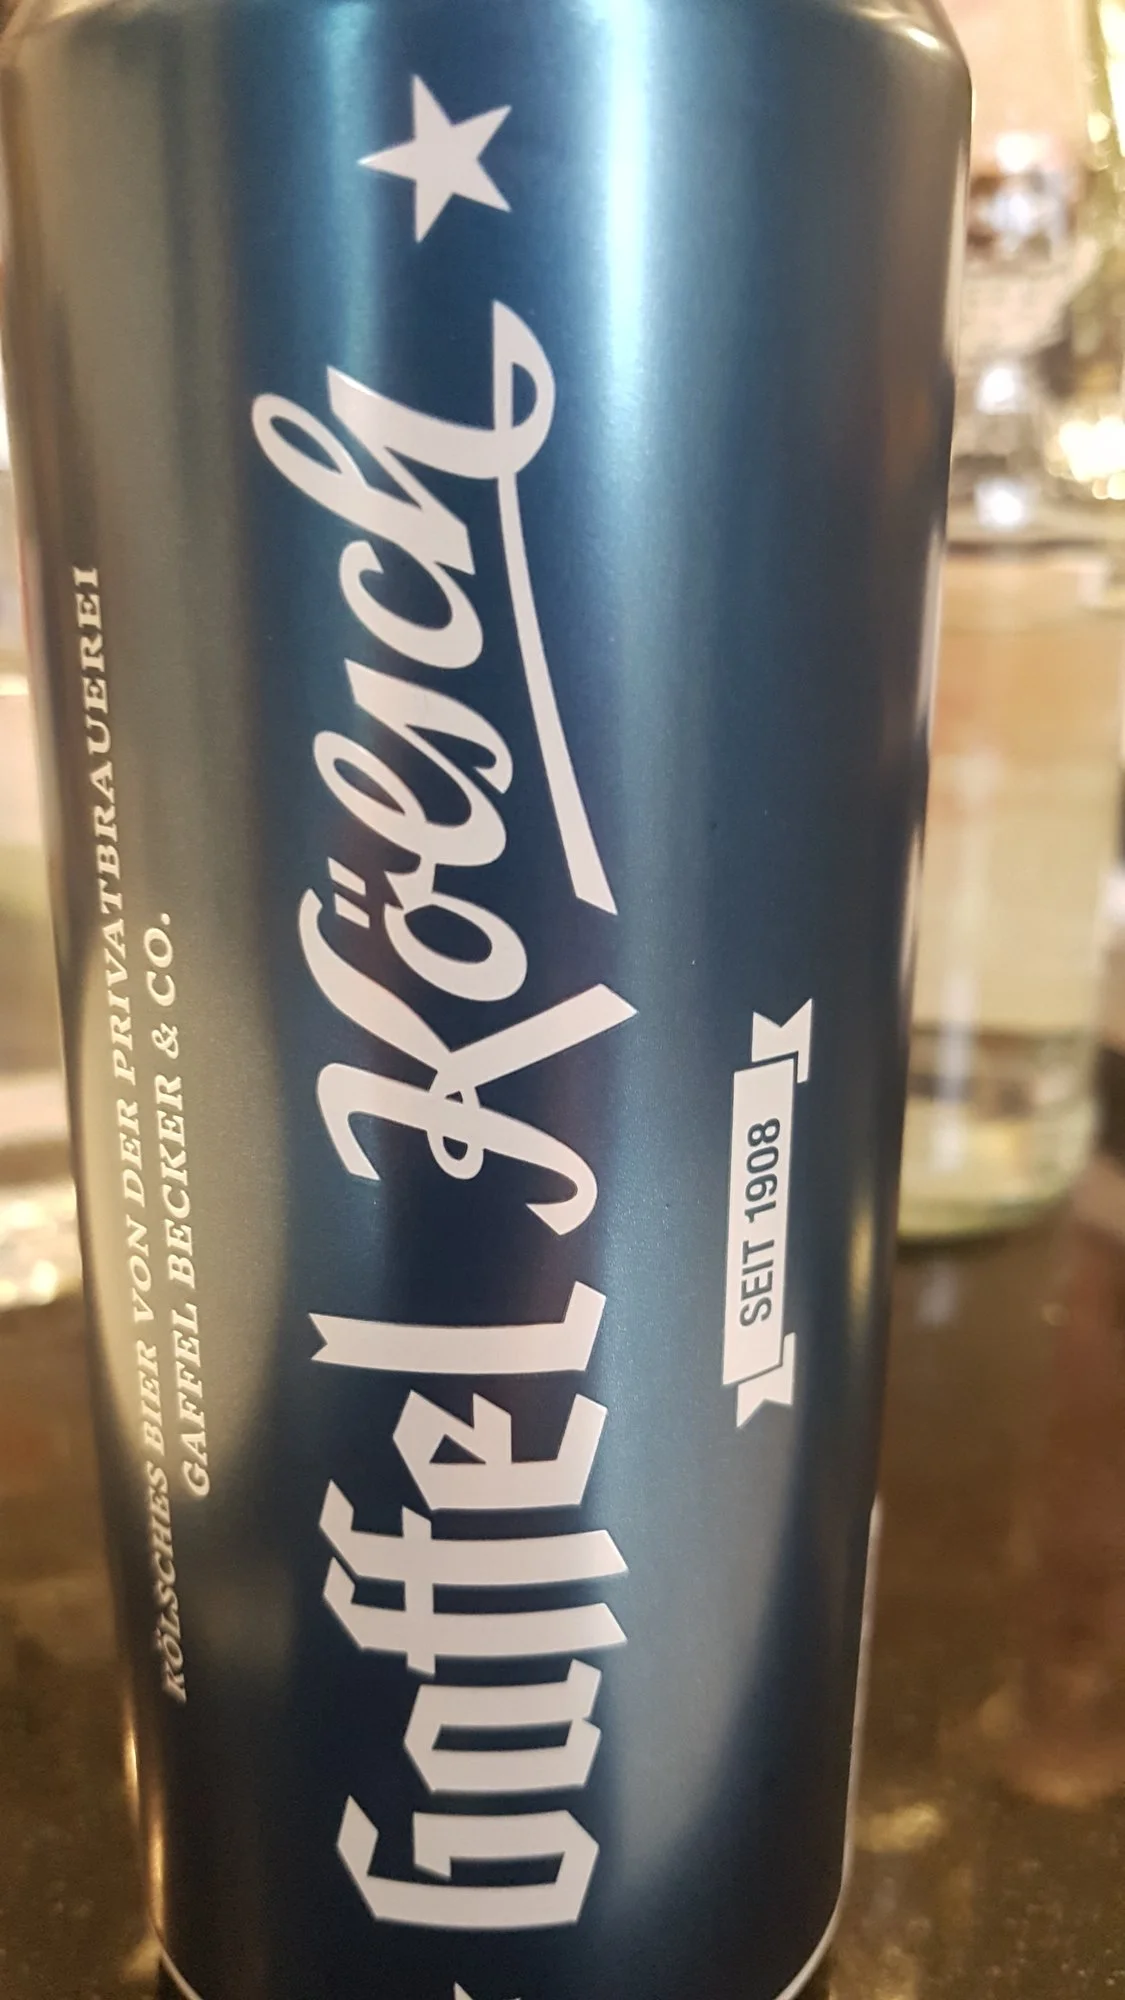 KÖLSCHES BIER VON DER PRIVATBRAUEREI
GAFFEL BECKER & CO.
Gaffel Kölsch
SEIT 1908